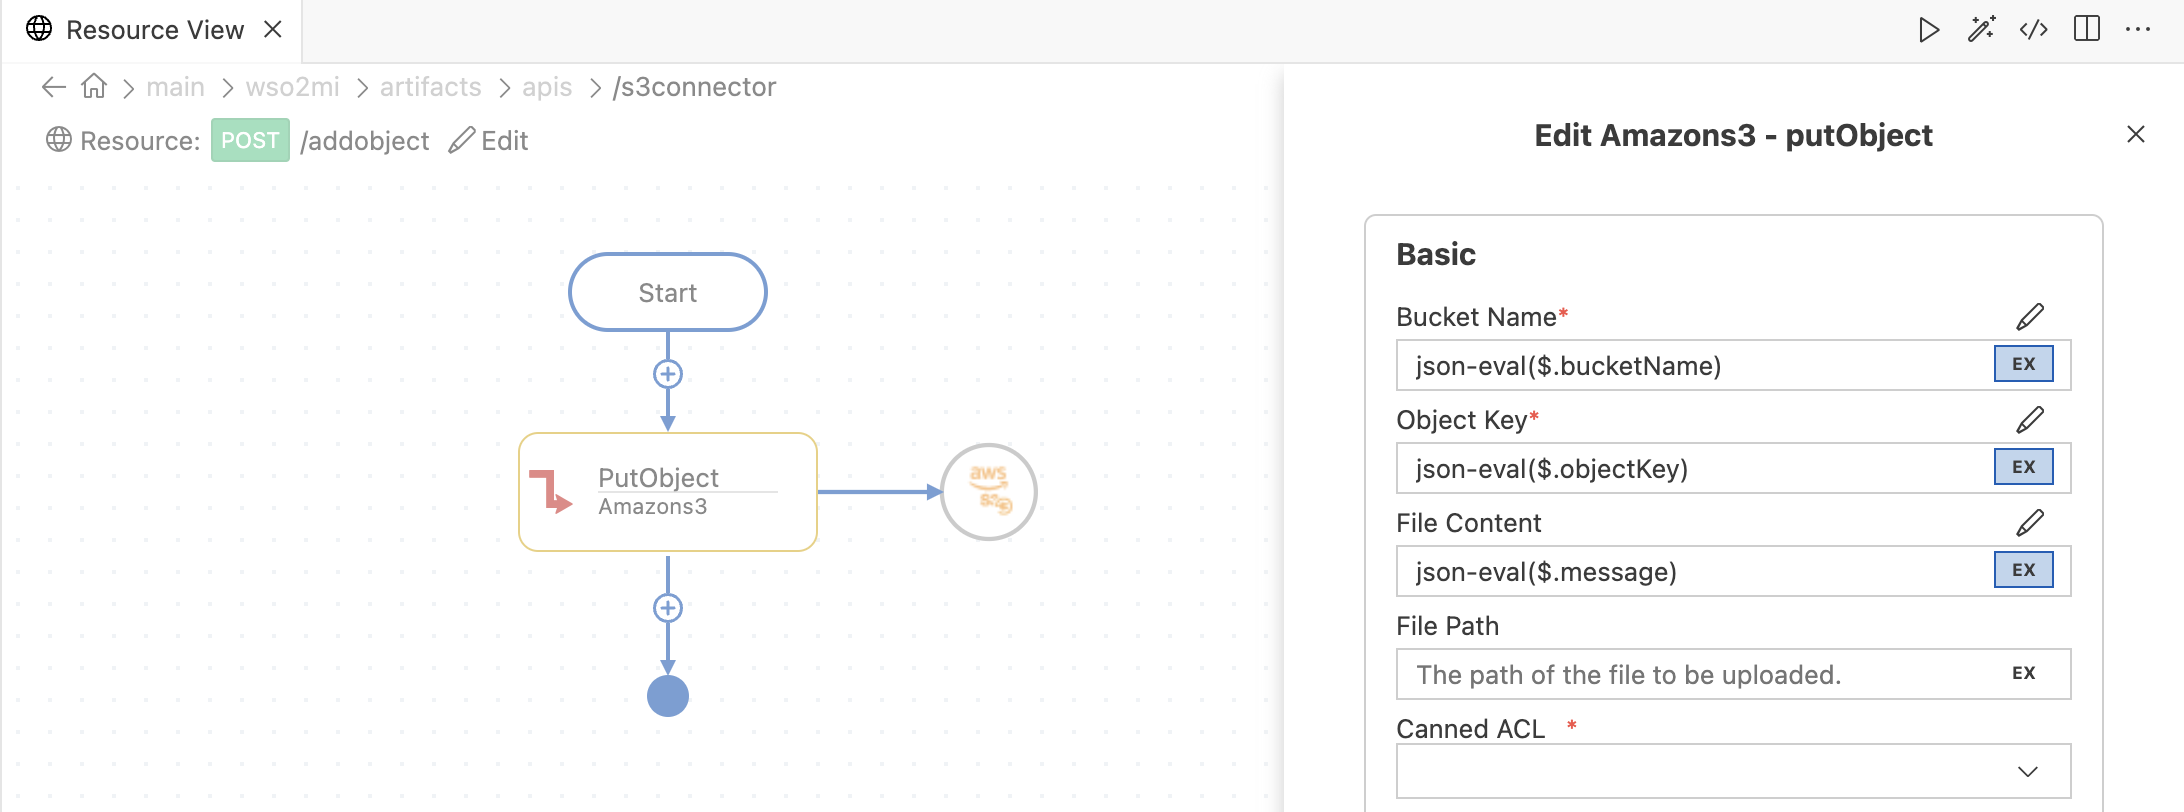 Resource View
main > wso2mi > artifacts > apis > /s3connector
Resource: POST /addobject Edit
Start
PutObject
Amazons3
aws
Edit Amazons3 - putObject
Basic
Bucket Name*
json-eval($.bucketName) EX
Object Key*
json-eval($.objectKey) EX
File Content
json-eval($.message) EX
File Path
The path of the file to be uploaded. EX
Canned ACL *